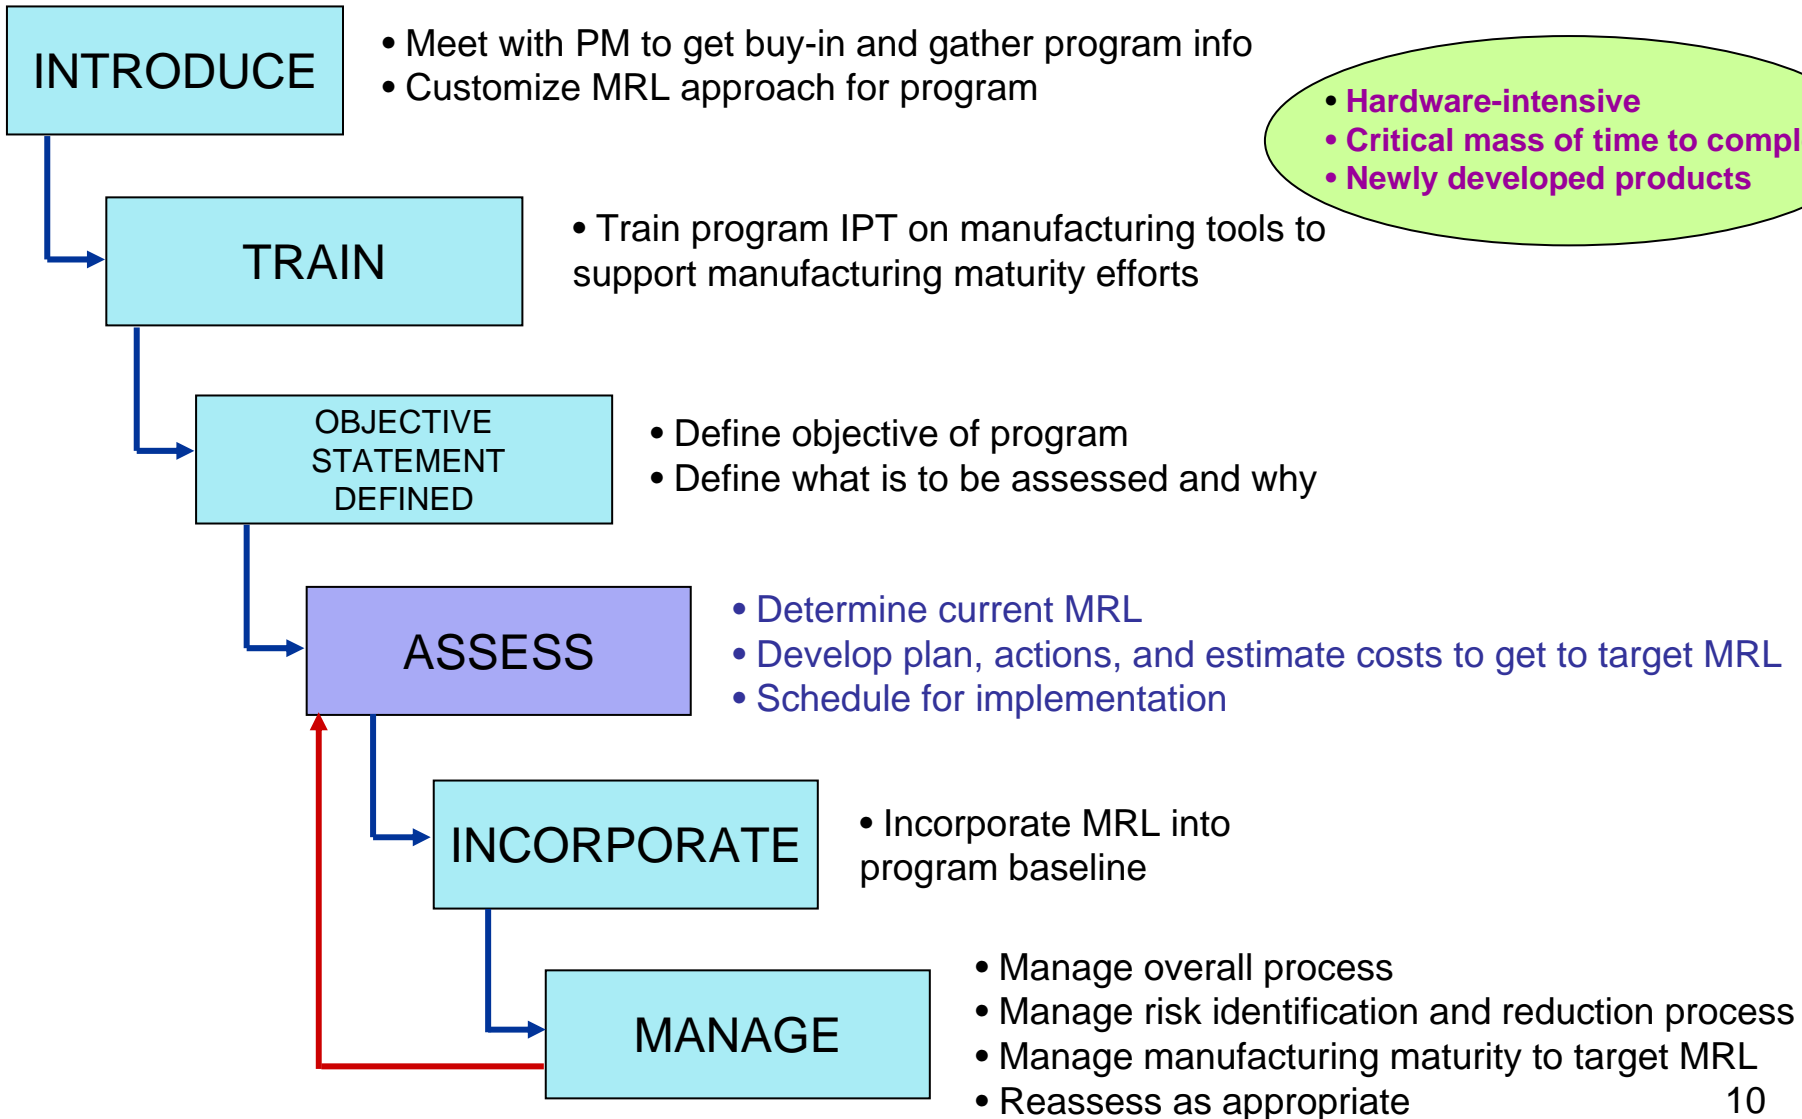 INTRODUCE
• Meet with PM to get buy-in and gather program info
• Customize MRL approach for program
• Hardware-intensive
• Critical mass of time to
• Newly developed products
TRAIN
• Train program IPT on manufacturing tools to
support manufacturing maturity efforts
OBJECTIVE
STATEMENT
DEFINED
• Define objective of program
• Define what is to be assessed and why
ASSESS
• Determine current MRL
• Develop plan, actions, and estimate costs to get to target MRL
• Schedule for implementation
INCORPORATE
• Incorporate MRL into
program baseline
MANAGE
• Manage overall process
• Manage risk identification and reduction process
• Manage manufacturing maturity to target MRL
• Reassess as appropriate
10